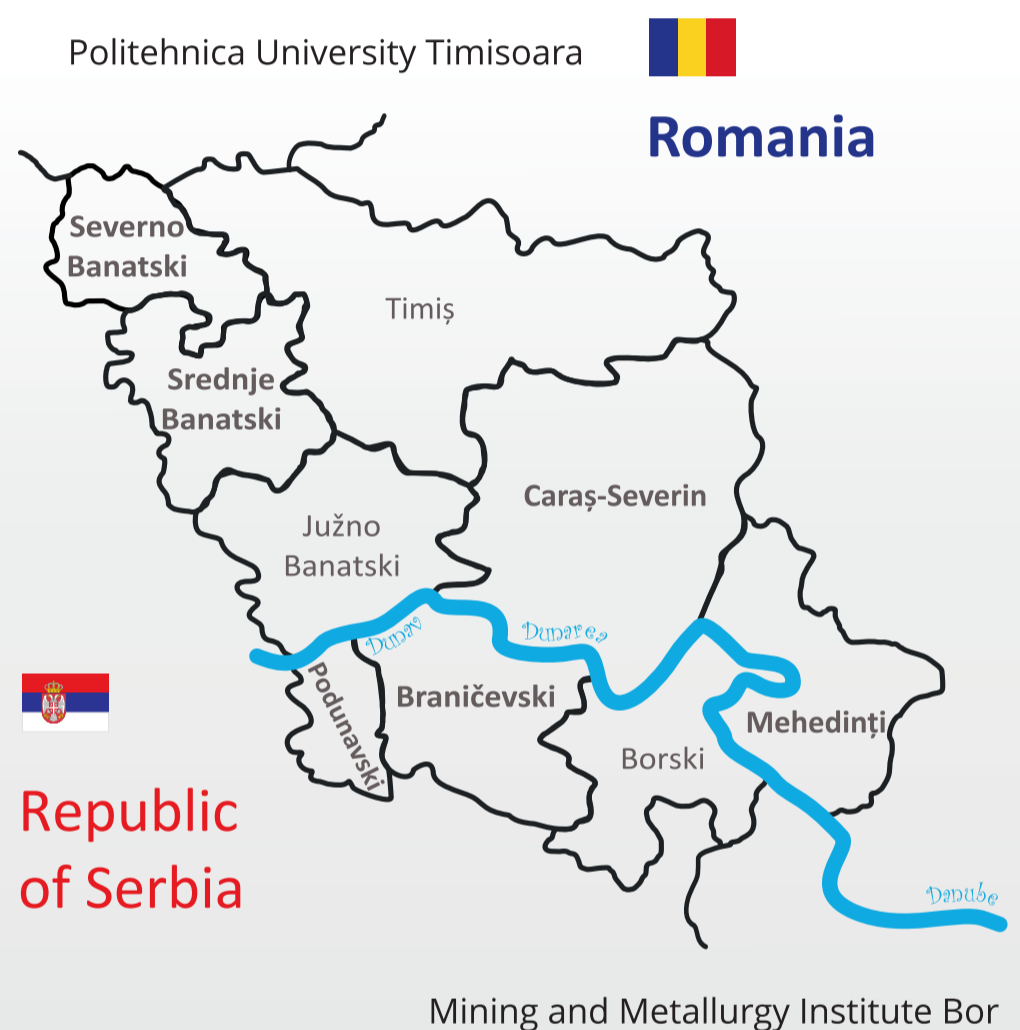 Politehnica University Timisoara
Romania
Severno
Banatski
Timiș
Srednje
Banatski
Caraș-Severin
Južno
Banatski
Dunav
Dunarea
Podunavski
Braničevski
Mehedinți
Borski
Republic
of Serbia
Danube
Mining and Metallurgy Institute Bor